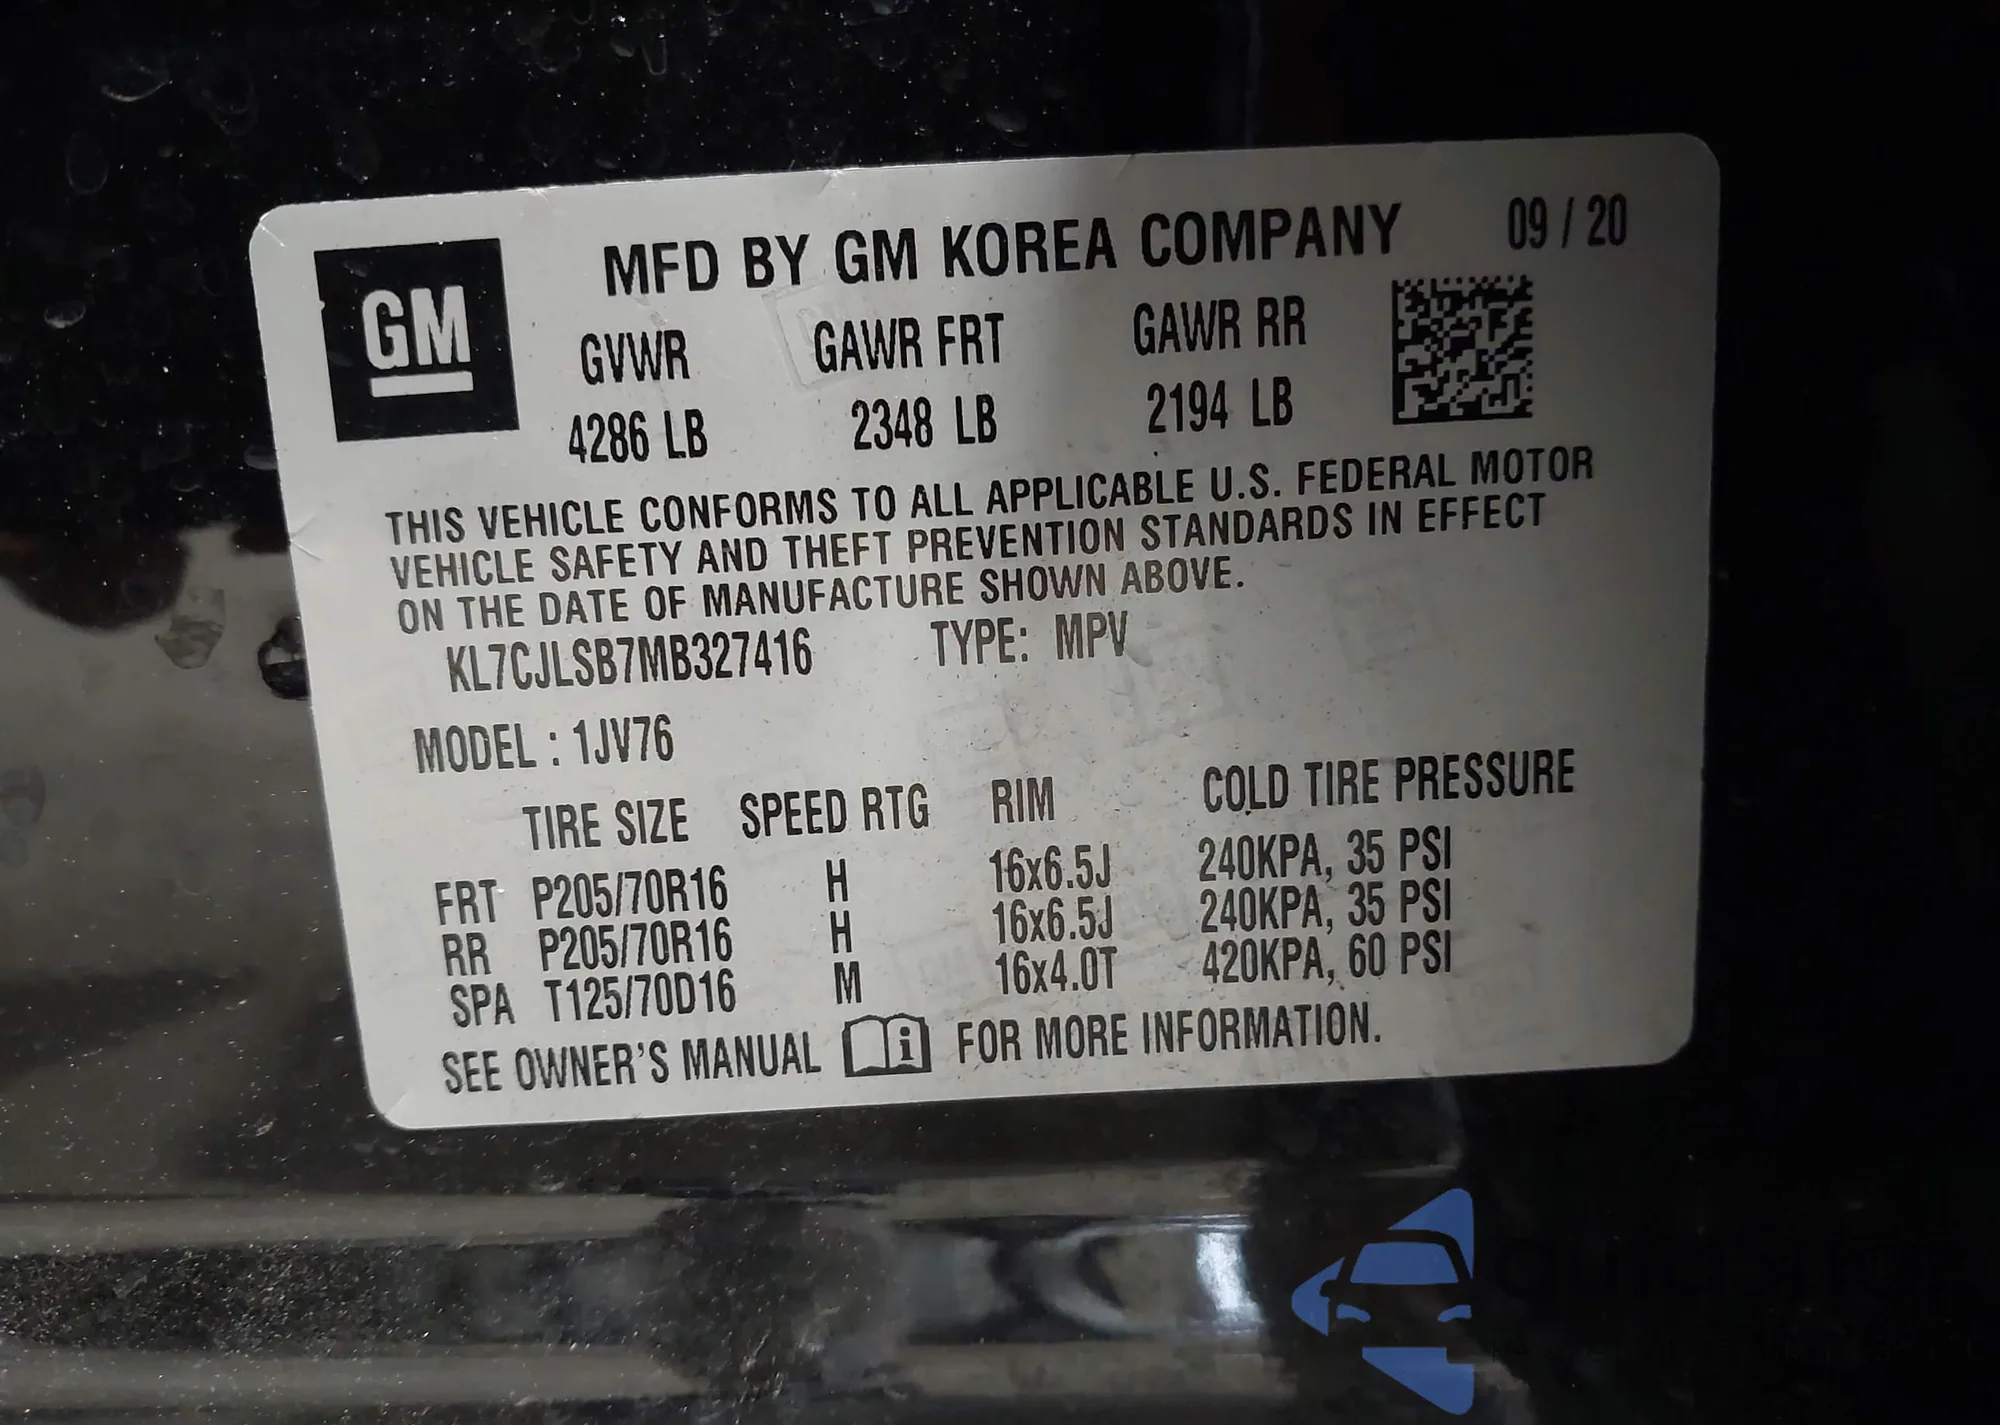 MFD BY GM KOREA COMPANY 09 / 20
GM
GVWR GAWR FRT GAWR RR
4286 LB 2348 LB 2194 LB
THIS VEHICLE CONFORMS TO ALL APPLICABLE U.S. FEDERAL MOTOR
VEHICLE SAFETY AND THEFT PREVENTION STANDARDS IN EFFECT
ON THE DATE OF MANUFACTURE SHOWN ABOVE.
KL7CJLSB7MB327416 TYPE: MPV
MODEL : 1JV76
TIRE SIZE SPEED RTG RIM COLD TIRE PRESSURE
FRT P205/70R16 H 16x6.5J 240KPA, 35 PSI
RR P205/70R16 H 16x6.5J 240KPA, 35 PSI
SPA T125/70D16 M 16x4.0T 420KPA, 60 PSI
SEE OWNER'S MANUAL FOR MORE INFORMATION.